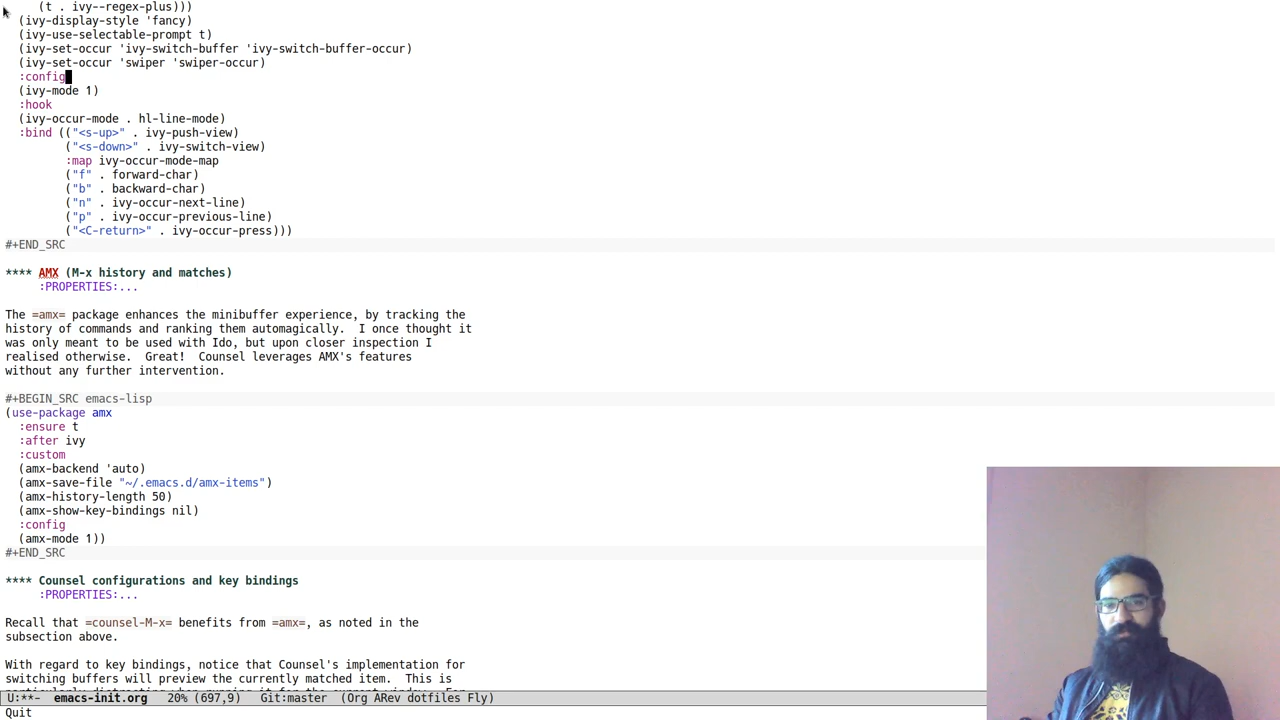 (t . ivy--regex-plus)))
(ivy-display-style 'fancy)
(ivy-use-selectable-prompt t)
(ivy-set-occur 'ivy-switch-buffer 'ivy-switch-buffer-occur)
(ivy-set-occur 'swiper 'swiper-occur)
:config
(ivy-mode 1)
:hook
(ivy-occur-mode . hl-line-mode)
:bind (("<s-up>" . ivy-push-view)
("<s-down>" . ivy-switch-view)
:map ivy-occur-mode-map
("f" . forward-char)
("b" . backward-char)
("n" . ivy-occur-next-line)
("p" . ivy-occur-previous-line)
("<C-return>" . ivy-occur-press)))
#+END_SRC
**** AMX (M-x history and matches)
:PROPERTIES:...
The =amx= package enhances the minibuffer experience, by tracking the
history of commands and ranking them automagically.  I once thought it
was only meant to be used with Ido, but upon closer inspection I
realised otherwise.  Great!  Counsel leverages AMX's features
without any further intervention.
#+BEGIN_SRC emacs-lisp
(use-package amx
:ensure t
:after ivy
:custom
(amx-backend 'auto)
(amx-save-file "~/.emacs.d/amx-items")
(amx-history-length 50)
(amx-show-key-bindings nil)
:config
(amx-mode 1))
#+END_SRC
**** Counsel configurations and key bindings
:PROPERTIES:...
Recall that =counsel-M-x= benefits from =amx=, as noted in the
subsection above.
With regard to key bindings, notice that Counsel's implementation for
switching buffers will preview the currently matched item.  This is
U:**-  emacs-init.org   20% (697,9)   Git:master  (Org ARev dotfiles Fly)
Quit